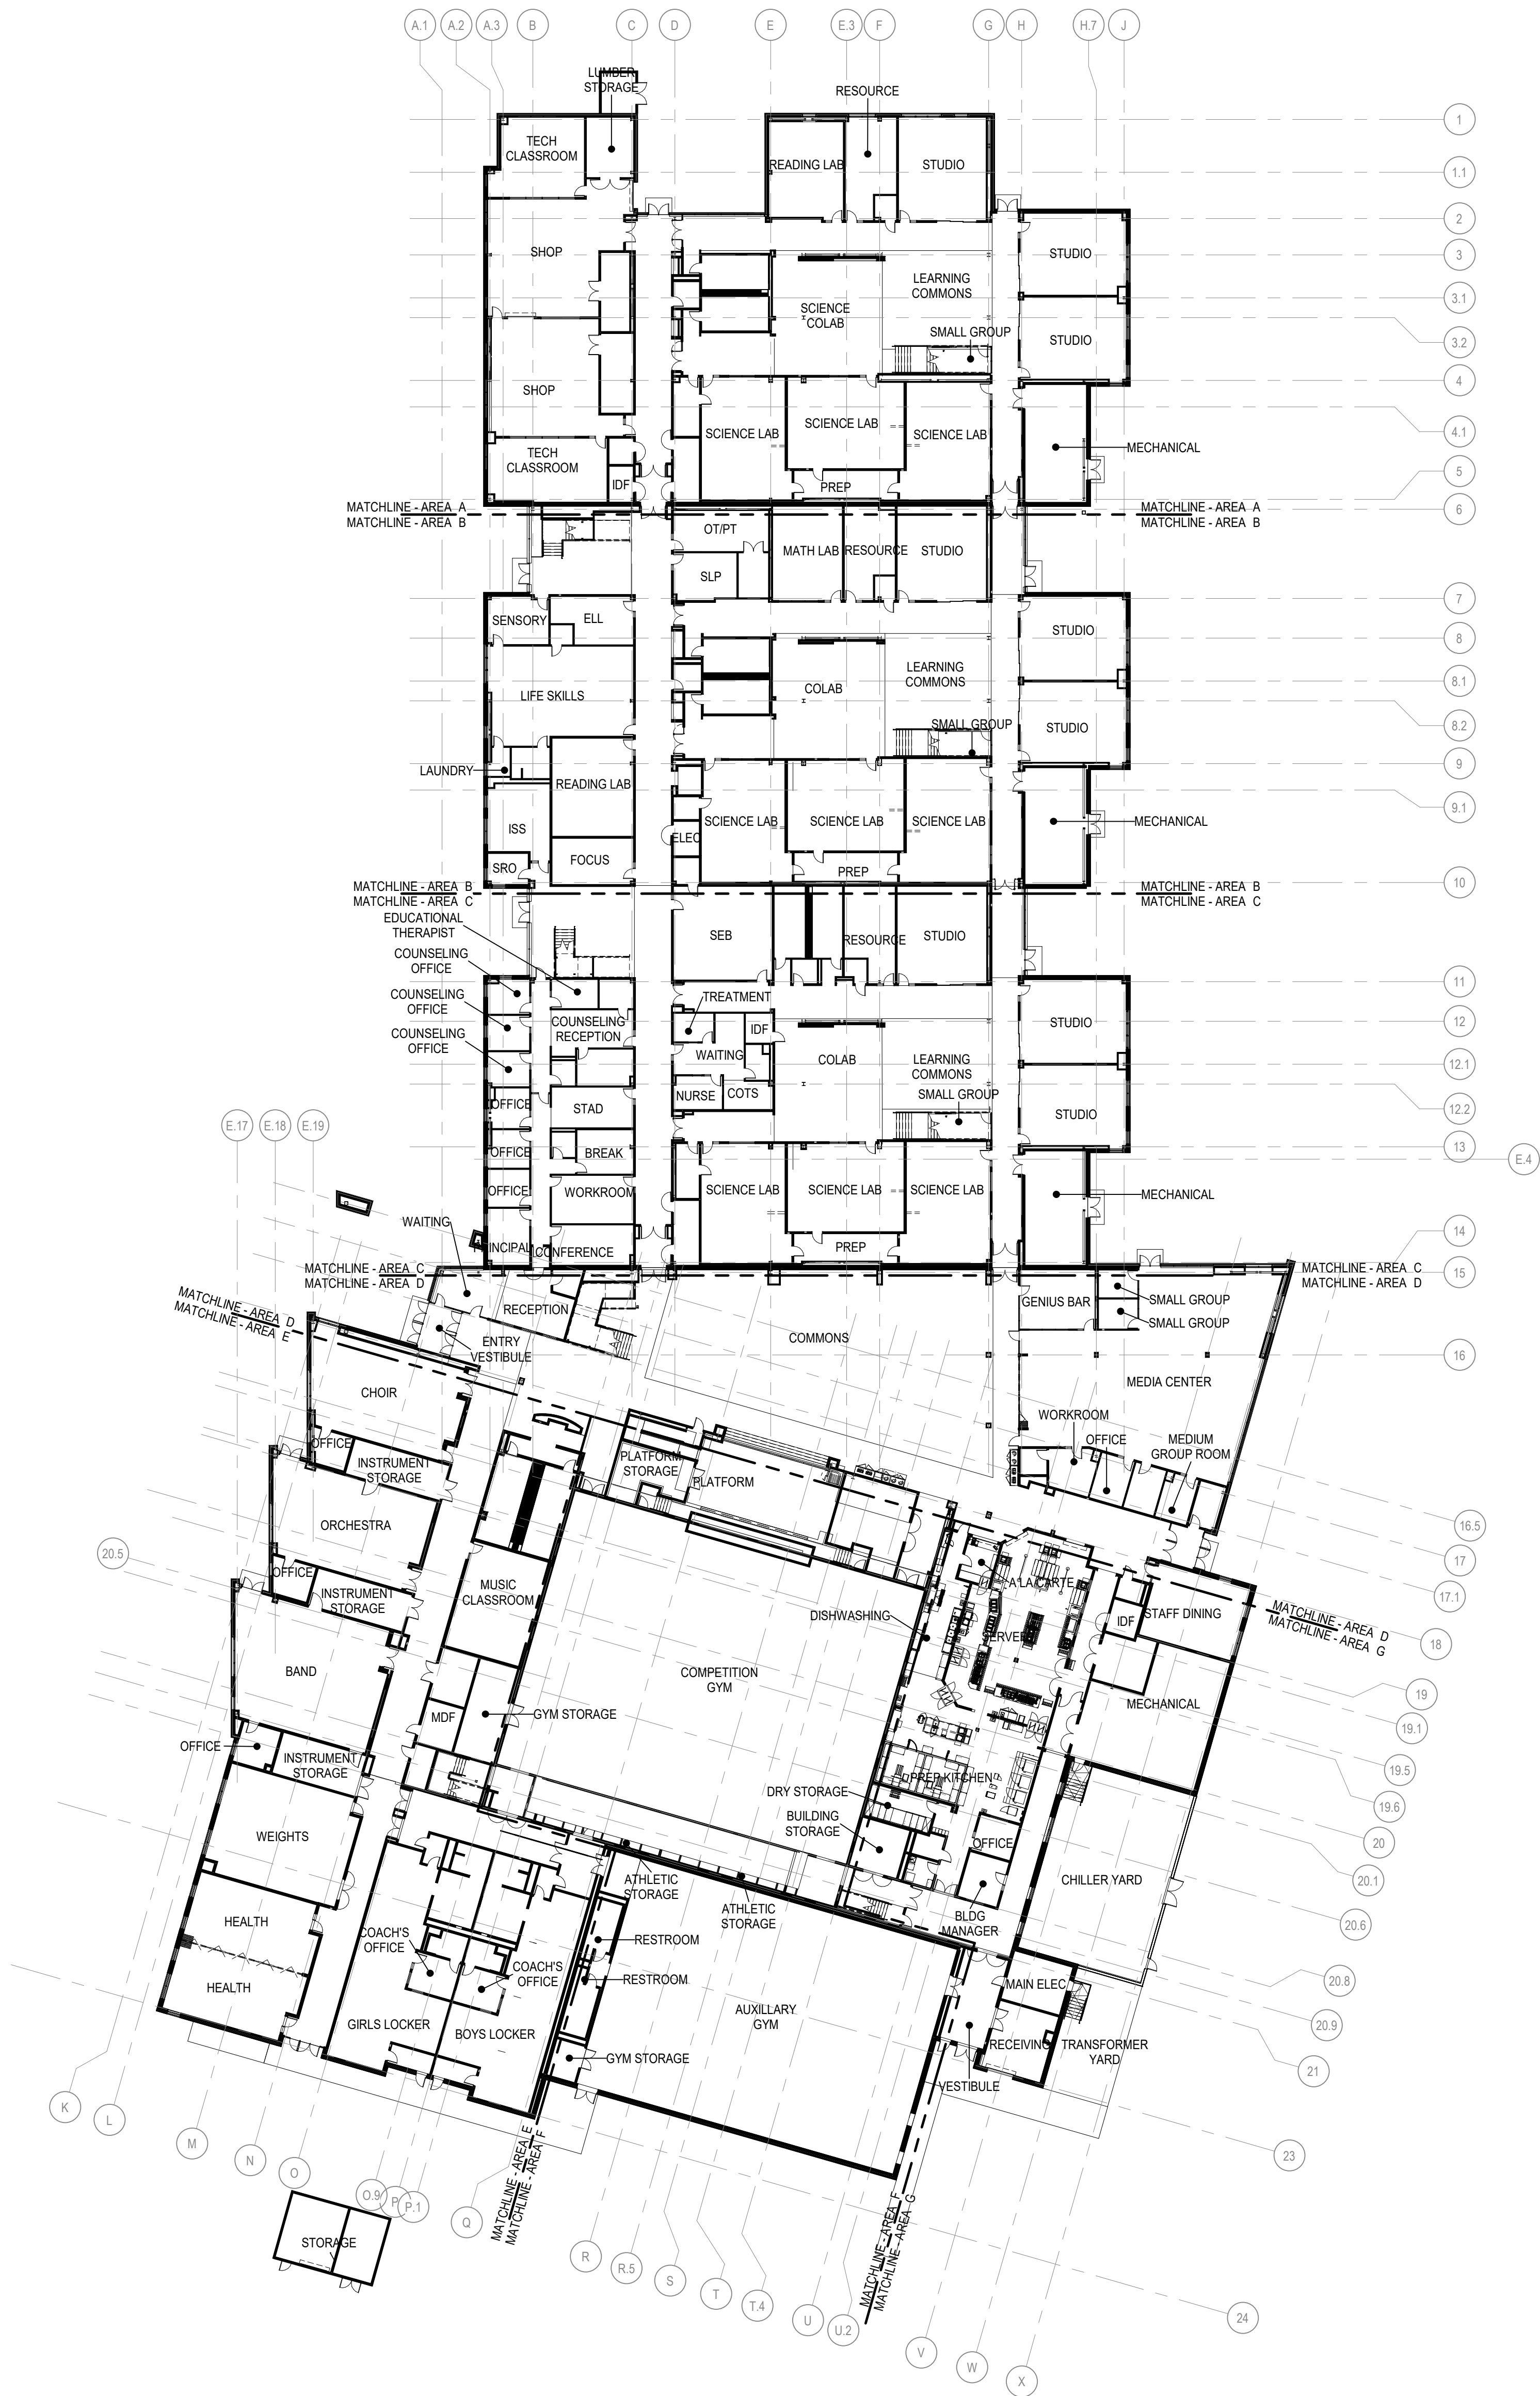 A.1 A.2 A.3 B C D E E.3 F G H H.7 J
LUMBER
STORAGE
RESOURCE
1
TECH
CLASSROOM
READING LAB
STUDIO
1.1
2
SHOP
STUDIO
3
LEARNING
COMMONS
3.1
SCIENCE
COLAB
SMALL GROUP
STUDIO
3.2
4
SHOP
SCIENCE LAB
SCIENCE LAB
SCIENCE LAB
4.1
MECHANICAL
TECH
CLASSROOM
5
IDF
PREP
MATCHLINE - AREA A
MATCHLINE - AREA B
MATCHLINE - AREA A
MATCHLINE - AREA B
6
OT/PT
MATH LAB
RESOURCE
STUDIO
SLP
7
SENSORY
ELL
STUDIO
8
LIFE SKILLS
COLAB
LEARNING
COMMONS
8.1
SMALL GROUP
STUDIO
8.2
9
LAUNDRY
READING LAB
9.1
ISS
SCIENCE LAB
SCIENCE LAB
SCIENCE LAB
MECHANICAL
ELEC
FOCUS
SRO
PREP
10
MATCHLINE - AREA B
MATCHLINE - AREA C
MATCHLINE - AREA B
MATCHLINE - AREA C
EDUCATIONAL
THERAPIST
SEB
RESOURCE
STUDIO
COUNSELING
OFFICE
11
COUNSELING
OFFICE
TREATMENT
COUNSELING
RECEPTION
IDF
STUDIO
12
COUNSELING
OFFICE
WAITING
COLAB
LEARNING
COMMONS
12.1
NURSE
COTS
SMALL GROUP
OFFICE
STAD
STUDIO
12.2
E.17 E.18 E.19
13
OFFICE
BREAK
E.4
OFFICE
WORKROOM
SCIENCE LAB
SCIENCE LAB
SCIENCE LAB
MECHANICAL
WAITING
14
PRINCIPAL
CONFERENCE
PREP
MATCHLINE - AREA C
MATCHLINE - AREA D
MATCHLINE - AREA C
MATCHLINE - AREA D
15
MATCHLINE - AREA D
MATCHLINE - AREA E
RECEPTION
GENIUS BAR
SMALL GROUP
SMALL GROUP
ENTRY
VESTIBULE
COMMONS
16
CHOIR
MEDIA CENTER
WORKROOM
OFFICE
MEDIUM
GROUP ROOM
OFFICE
INSTRUMENT
STORAGE
PLATFORM
STORAGE
PLATFORM
ORCHESTRA
16.5
20.5
17
OFFICE
INSTRUMENT
STORAGE
MUSIC
CLASSROOM
A'LA CARTE
17.1
DISHWASHING
STAFF DINING
IDF
MATCHLINE - AREA D
MATCHLINE - AREA G
SERVERY
18
BAND
COMPETITION
GYM
19
MDF
GYM STORAGE
MECHANICAL
19.1
OFFICE
INSTRUMENT
STORAGE
19.5
PREP KITCHEN
DRY STORAGE
19.6
BUILDING
STORAGE
WEIGHTS
OFFICE
20
ATHLETIC
STORAGE
CHILLER YARD
20.1
ATHLETIC
STORAGE
BLDG
MANAGER
20.6
HEALTH
COACH'S
OFFICE
RESTROOM
COACH'S
OFFICE
RESTROOM
20.8
HEALTH
MAIN ELEC
AUXILLARY
GYM
20.9
GIRLS LOCKER
BOYS LOCKER
RECEIVING
TRANSFORMER
YARD
GYM STORAGE
21
VESTIBULE
K
L
M
N
O
O.9
P
P.1
Q
MATCHLINE - AREA E
MATCHLINE - AREA F
23
STORAGE
MATCHLINE - AREA F
MATCHLINE - AREA G
R
R.5
S
T
T.4
U
U.2
V
W
X
24